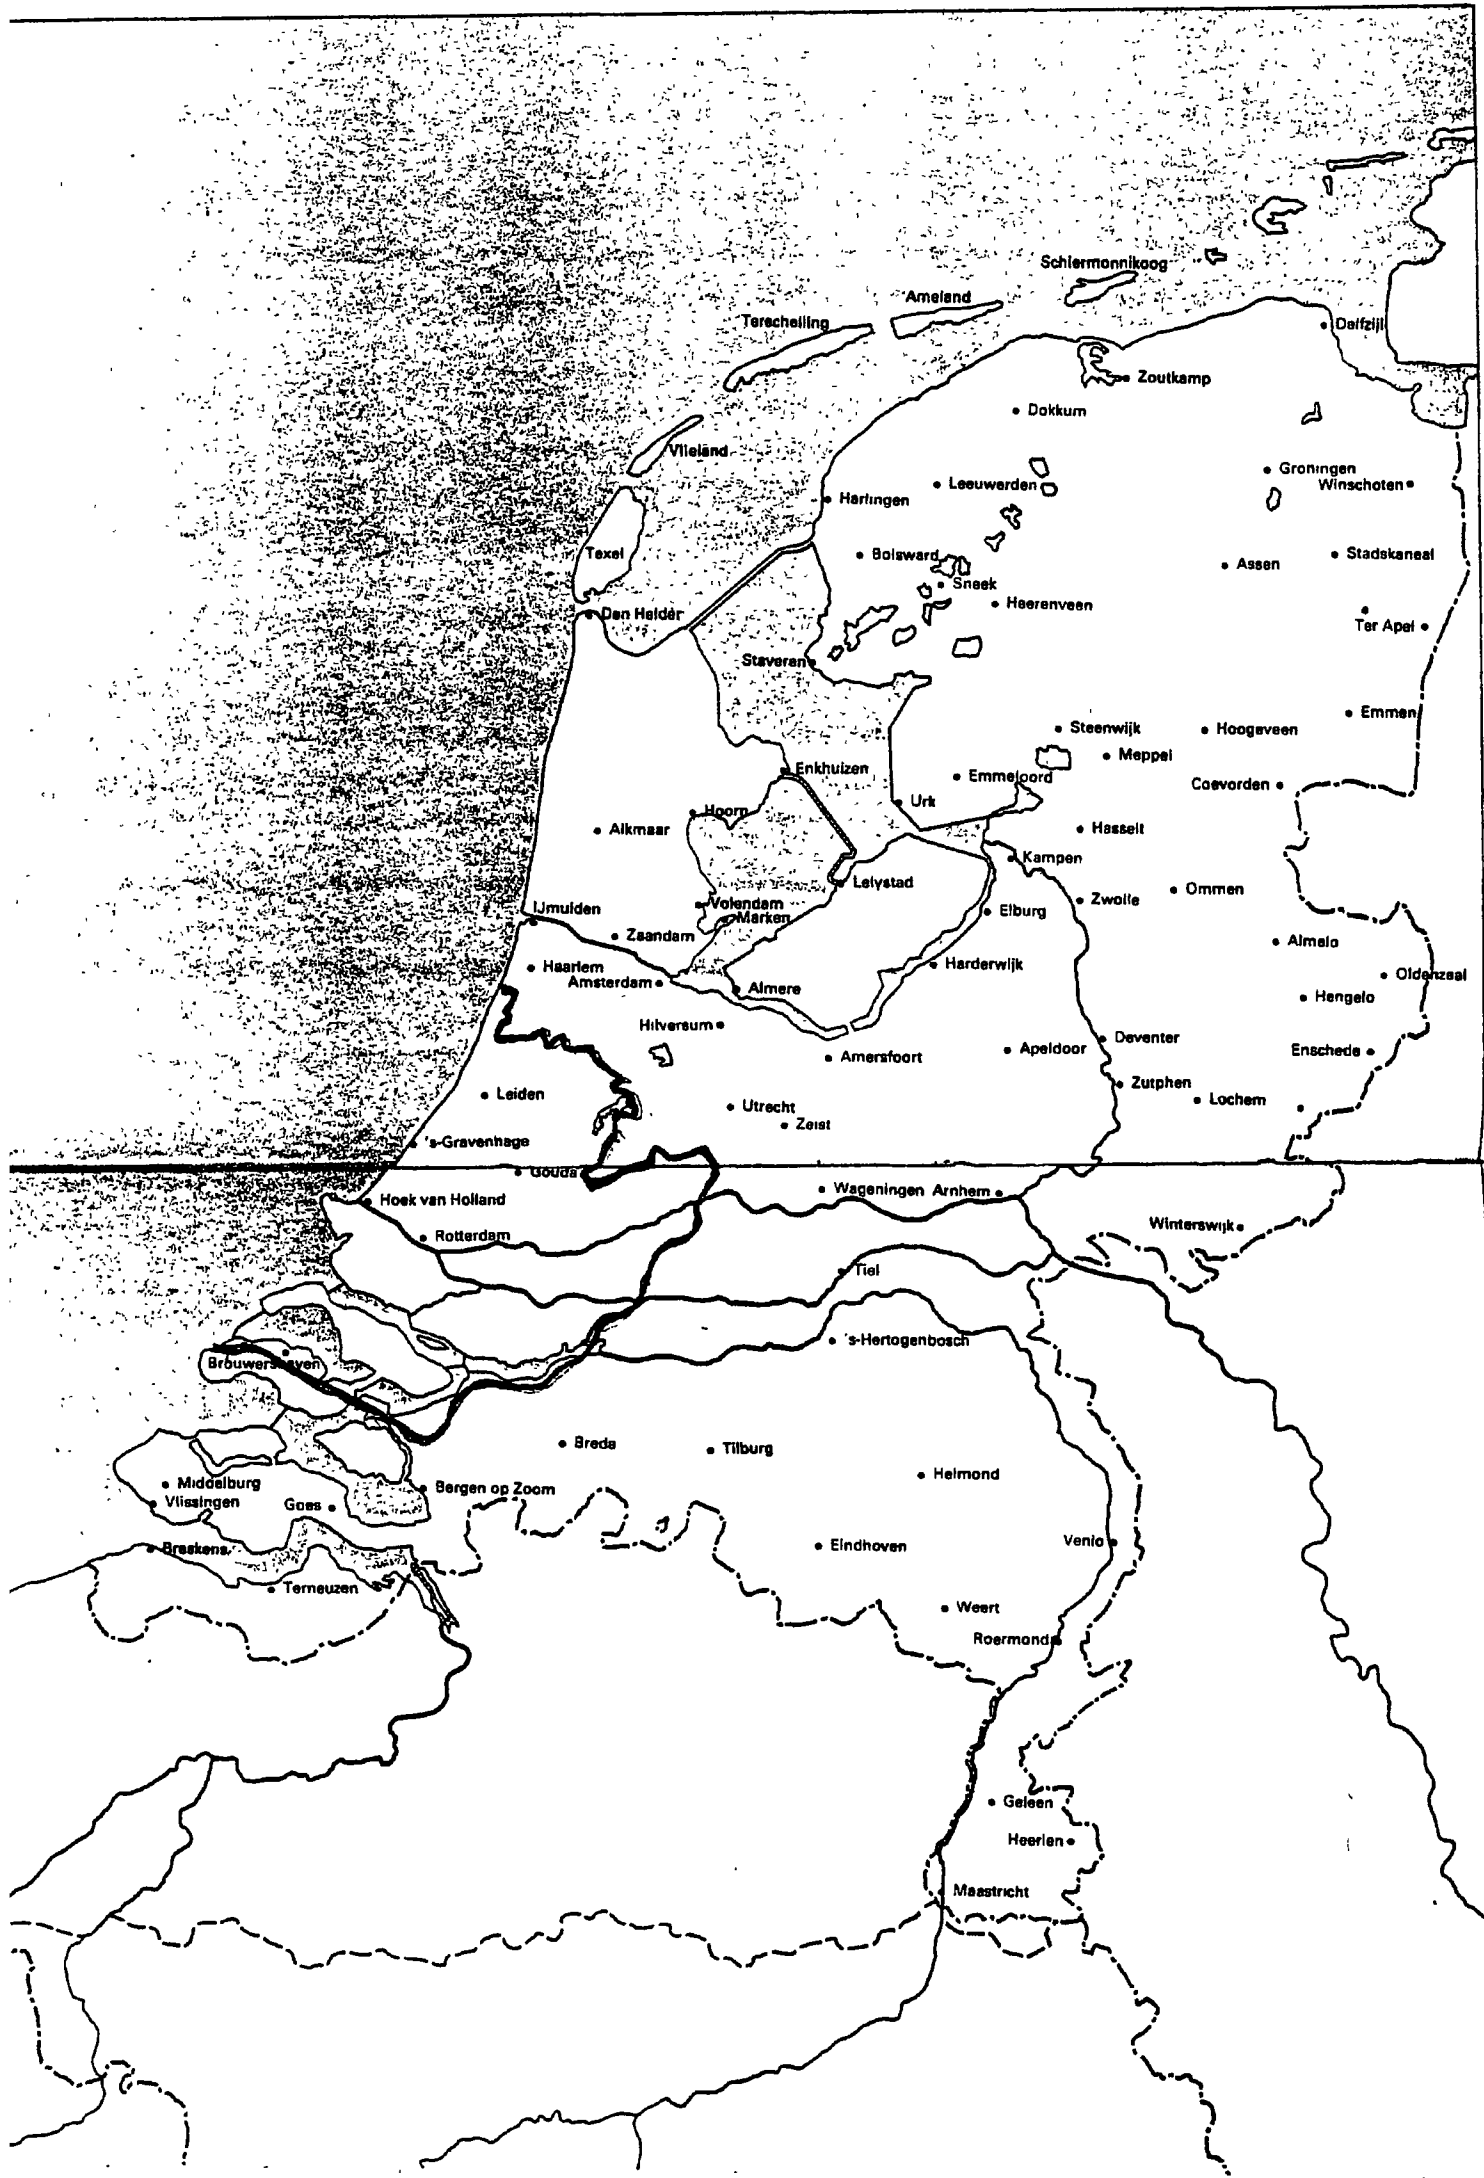 Schiermonnikoog
Ameland
Terschelling
Delfzijl
Zoutkamp
Dokkum
Vlieland
Groningen
Leeuwarden
Winschoten
Harlingen
Texel
Bolsward
Stadskanaal
Assen
Sneek
Heerenveen
Den Helder
Ter Apel
Staveren
Emmen
Steenwijk
Hoogeveen
Meppel
Enkhuizen
Emmeloord
Coevorden
Urk
Hoorn
Alkmaar
Hasselt
Kampen
Lelystad
Ommen
Zwolle
Volendam
IJmuiden
Elburg
Marken
Zaandam
Almelo
Haarlem
Harderwijk
Oldenzaal
Amsterdam
Almere
Hengelo
Hilversum
Deventer
Apeldoor
Enschede
Amersfoort
Zutphen
Leiden
Lochem
Utrecht
Zeist
's-Gravenhage
Gouda
Wageningen Arnhem
Hoek van Holland
Winterswijk
Rotterdam
Tiel
's-Hertogenbosch
Brouwershaven
Breda
Tilburg
Helmond
Middelburg
Bergen op Zoom
Vlissingen
Goes
Venlo
Eindhoven
Breskens
Terneuzen
Weert
Roermond
Geleen
Heerlen
Maastricht